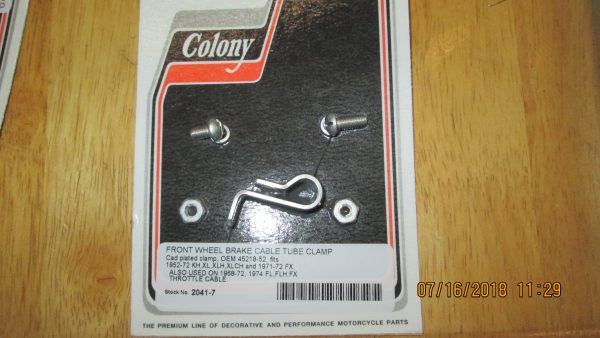 Colony
FRONT WHEEL BRAKE CABLE TUBE CLAMP
Cad plated clamp, OEM 45218-52, fits
1952-72 KH,XL,XLH,XLCH and 1971-72 FX
ALSO USED ON 1968-72, 1974 FL,FLH,FX
THROTTLE CABLE.
Stock No. 2041-7
THE PREMIUM LINE OF DECORATIVE AND PERFORMANCE MOTORCYCLE PARTS
07/16/2018 11:29